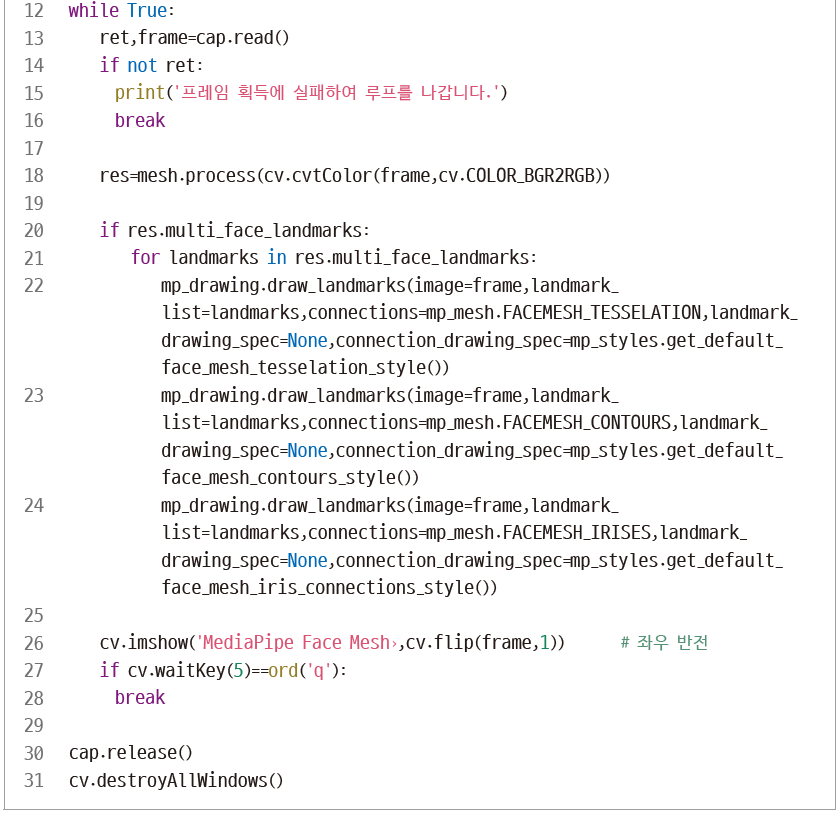 12 while True:
13 ret,frame=cap.read()
14 if not ret:
15 print('프레임 획득에 실패하여 루프를 나갑니다.')
16 break
17
18 res=mesh.process(cv.cvtColor(frame,cv.COLOR_BGR2RGB))
19
20 if res.multi_face_landmarks:
21 for landmarks in res.multi_face_landmarks:
22 mp_drawing.draw_landmarks(image=frame,landmark_
list=landmarks,connections=mp_mesh.FACEMESH_TESSELATION,landmark_
drawing_spec=None,connection_drawing_spec=mp_styles.get_default_
face_mesh_tesselation_style())
23 mp_drawing.draw_landmarks(image=frame,landmark_
list=landmarks,connections=mp_mesh.FACEMESH_CONTOURS,landmark_
drawing_spec=None,connection_drawing_spec=mp_styles.get_default_
face_mesh_contours_style())
24 mp_drawing.draw_landmarks(image=frame,landmark_
list=landmarks,connections=mp_mesh.FACEMESH_IRISES,landmark_
drawing_spec=None,connection_drawing_spec=mp_styles.get_default_
face_mesh_iris_connections_style())
25
26 cv.imshow('MediaPipe Face Mesh›,cv.flip(frame,1)) # 좌우 반전
27 if cv.waitKey(5)==ord('q'):
28 break
29
30 cap.release()
31 cv.destroyAllWindows()